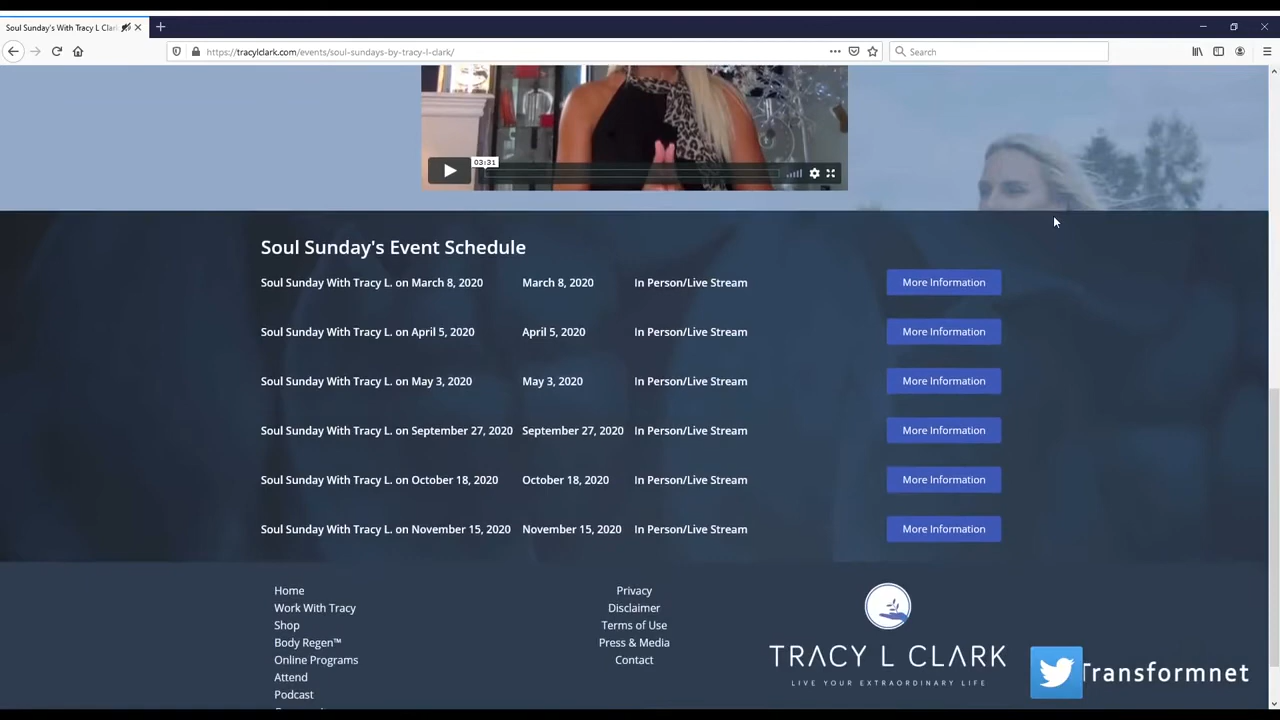 Soul Sunday's With Tracy L Clar
https://tracylclark.com/events/soul-sundays-by-tracy-l-clark/
Search
03:31
Soul Sunday's Event Schedule
Soul Sunday With Tracy L. on March 8, 2020 March 8, 2020 In Person/Live Stream More Information
Soul Sunday With Tracy L. on April 5, 2020 April 5, 2020 In Person/Live Stream More Information
Soul Sunday With Tracy L. on May 3, 2020 May 3, 2020 In Person/Live Stream More Information
Soul Sunday With Tracy L. on September 27, 2020 September 27, 2020 In Person/Live Stream More Information
Soul Sunday With Tracy L. on October 18, 2020 October 18, 2020 In Person/Live Stream More Information
Soul Sunday With Tracy L. on November 15, 2020 November 15, 2020 In Person/Live Stream More Information
Home
Work With Tracy
Shop
Body Regen™
Online Programs
Attend
Podcast
Privacy
Disclaimer
Terms of Use
Press & Media
Contact
TRACY L CLARK
LIVE YOUR EXTRAORDINARY LIFE
Transformnet